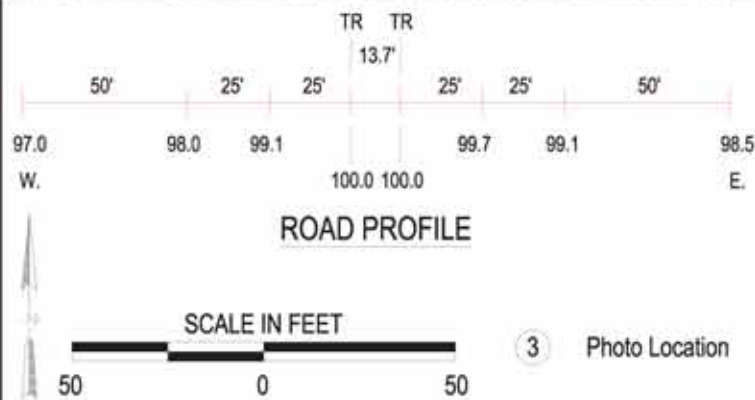 TR TR
13.7'
50' 25' 25' 25' 25' 50'
97.0 98.0 99.1 99.7 99.1 98.5
W. 100.0 100.0 E.
ROAD PROFILE
SCALE IN FEET
3 Photo Location
50 0 50